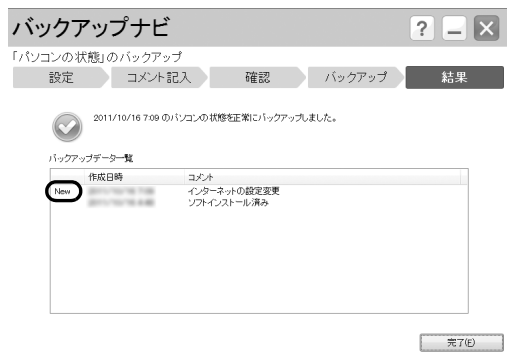 バックアップナビ
? – ×
「パソコンの状態」のバックアップ
設定 コメント記入 確認 バックアップ 結果
2011/10/16 7:09 のパソコンの状態を正常にバックアップしました。
バックアップデータ一覧
作成日時 コメント
New インターネットの設定変更
ソフトインストール済み
完了(F)